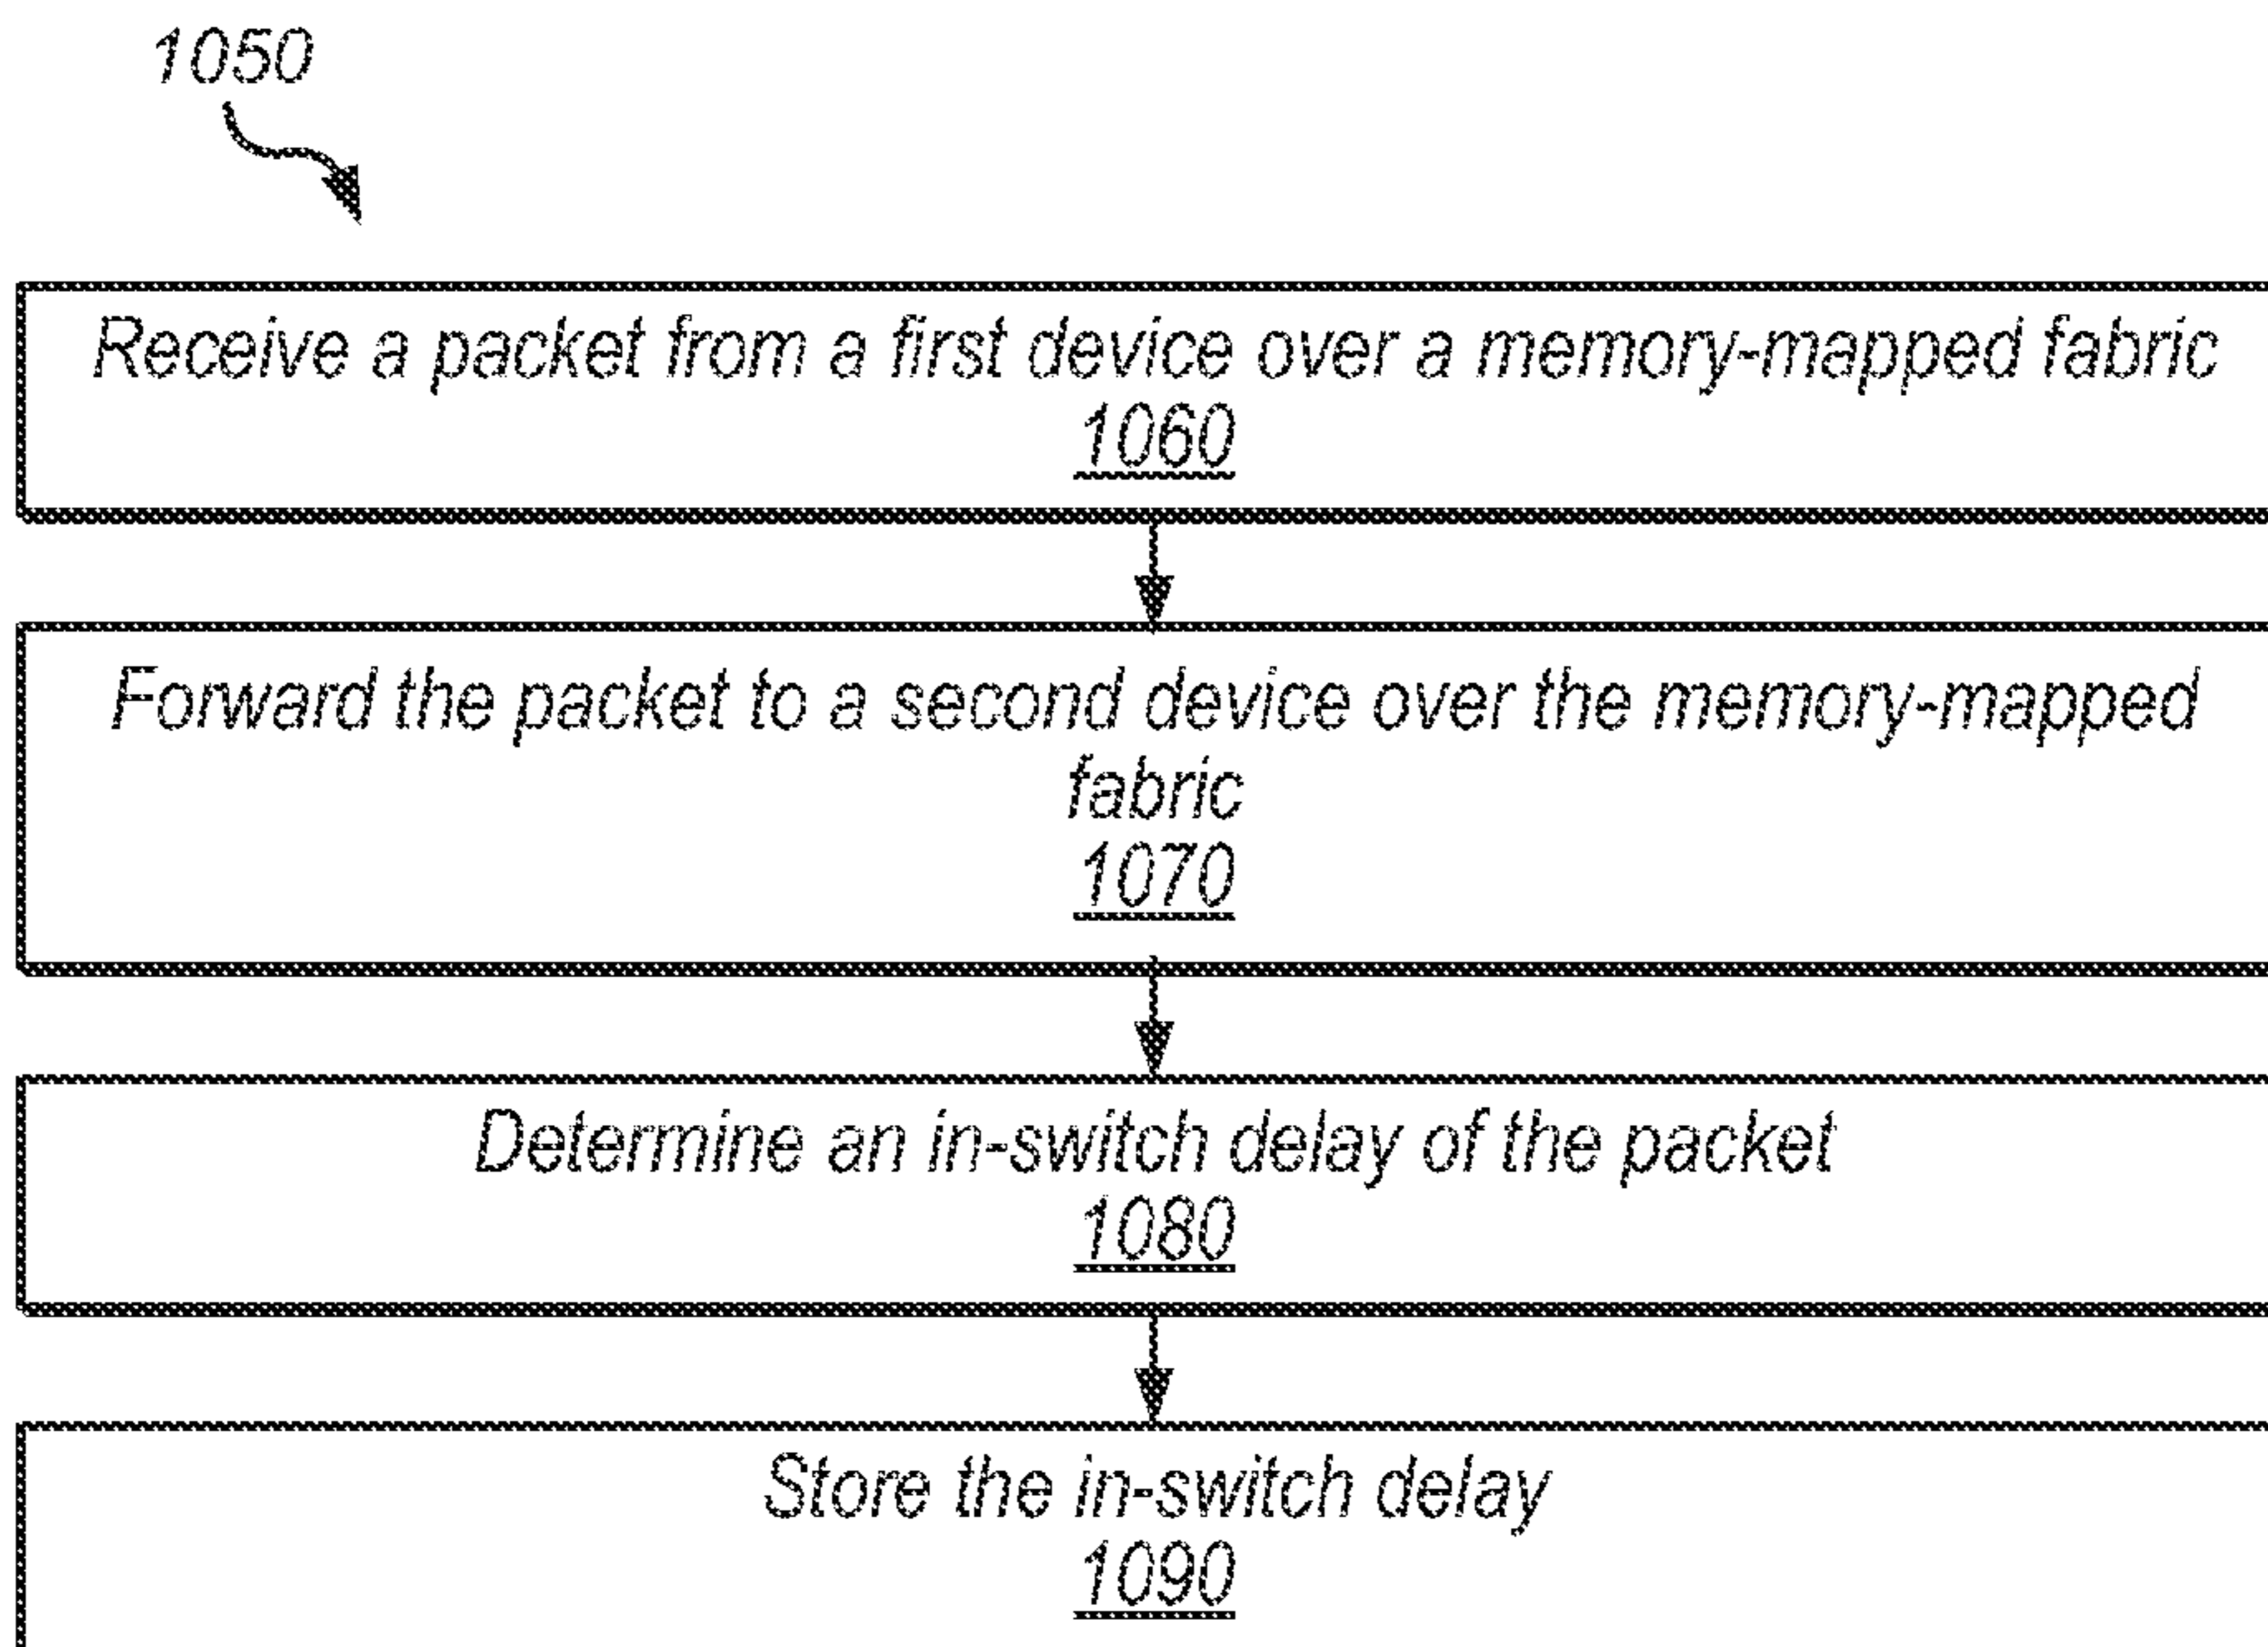 1050
Receive a packet from a first device over a memory-mapped fabric
1060
Forward the packet to a second device over the memory-mapped
fabric
1070
Determine an in-switch delay of the packet
1080
Store the in-switch delay
1090